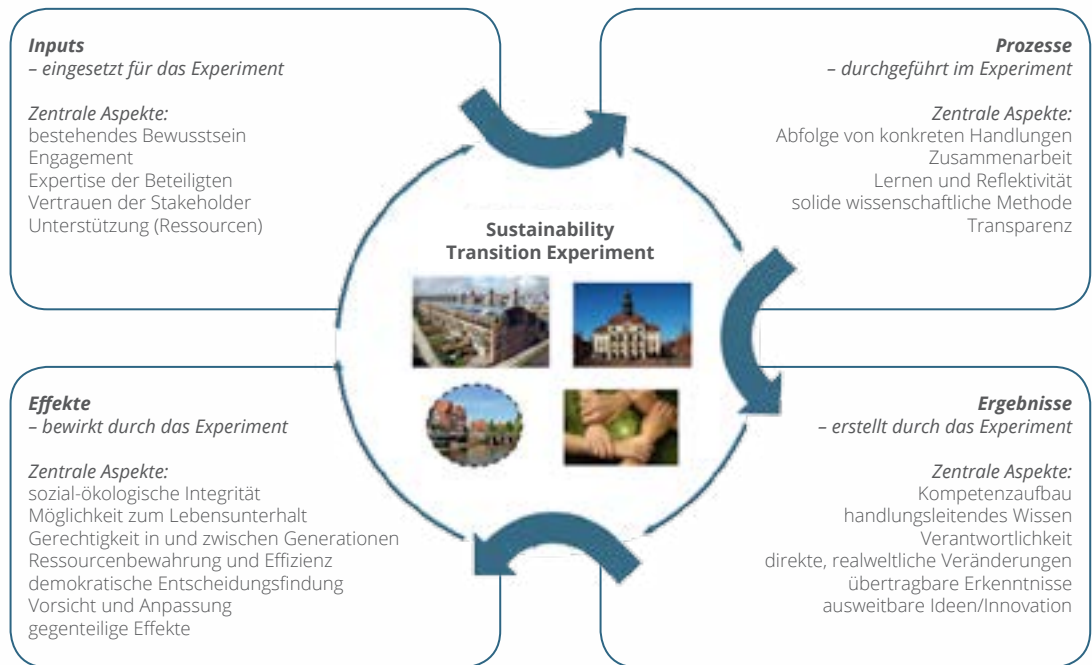 Inputs
– eingesetzt für das Experiment
Zentrale Aspekte:
bestehendes Bewusstsein
Engagement
Expertise der Beteiligten
Vertrauen der Stakeholder
Unterstützung (Ressourcen)
Prozesse
– durchgeführt im Experiment
Zentrale Aspekte:
Abfolge von konkreten Handlungen
Zusammenarbeit
Lernen und Reflektivität
solide wissenschaftliche Methode
Transparenz
Sustainability
Transition Experiment
Effekte
– bewirkt durch das Experiment
Zentrale Aspekte:
sozial-ökologische Integrität
Möglichkeit zum Lebensunterhalt
Gerechtigkeit in und zwischen Generationen
Ressourcenbewahrung und Effizienz
demokratische Entscheidungsfindung
Vorsicht und Anpassung
gegenteilige Effekte
Ergebnisse
– erstellt durch das Experiment
Zentrale Aspekte:
Kompetenzaufbau
handlungsleitendes Wissen
Verantwortlichkeit
direkte, realweltliche Veränderungen
übertragbare Erkenntnisse
ausweitbare Ideen/Innovation